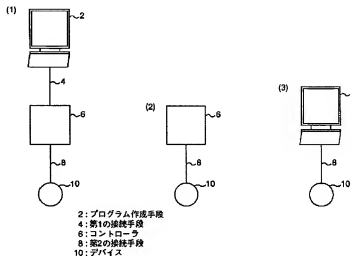 (1)
2
4
6
8
10
(2)
6
8
10
(3)
8
10
2：プログラム作成手段
4：第1の接続手段
6：コントローラ
8：第2の接続手段
10：デバイス